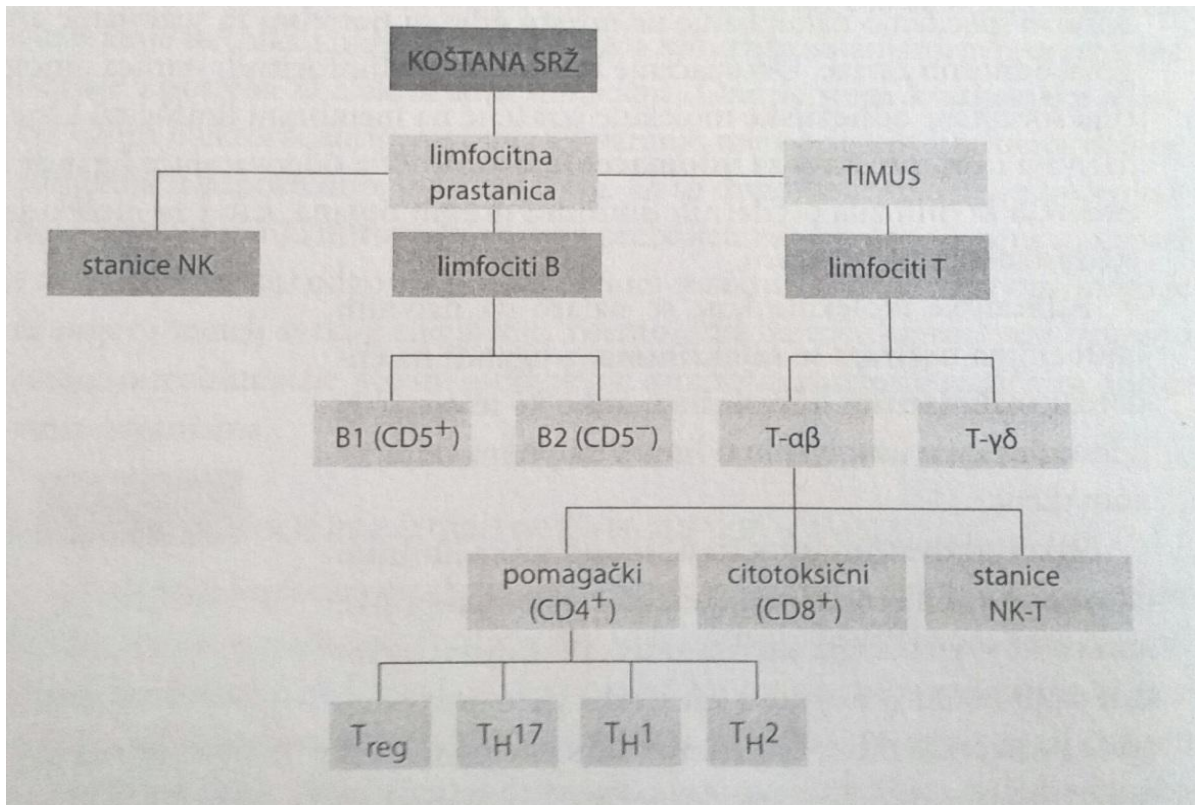 KOŠTANA SRŽ
limfocitna
prastanica
TIMUS
stanice NK
limfociti B
limfociti T
B1 (CD5⁺)
B2 (CD5⁻)
T-αβ
T-γδ
pomagački
(CD4⁺)
citotoksični
(CD8⁺)
stanice
NK-T
Treg
TH17
TH1
TH2